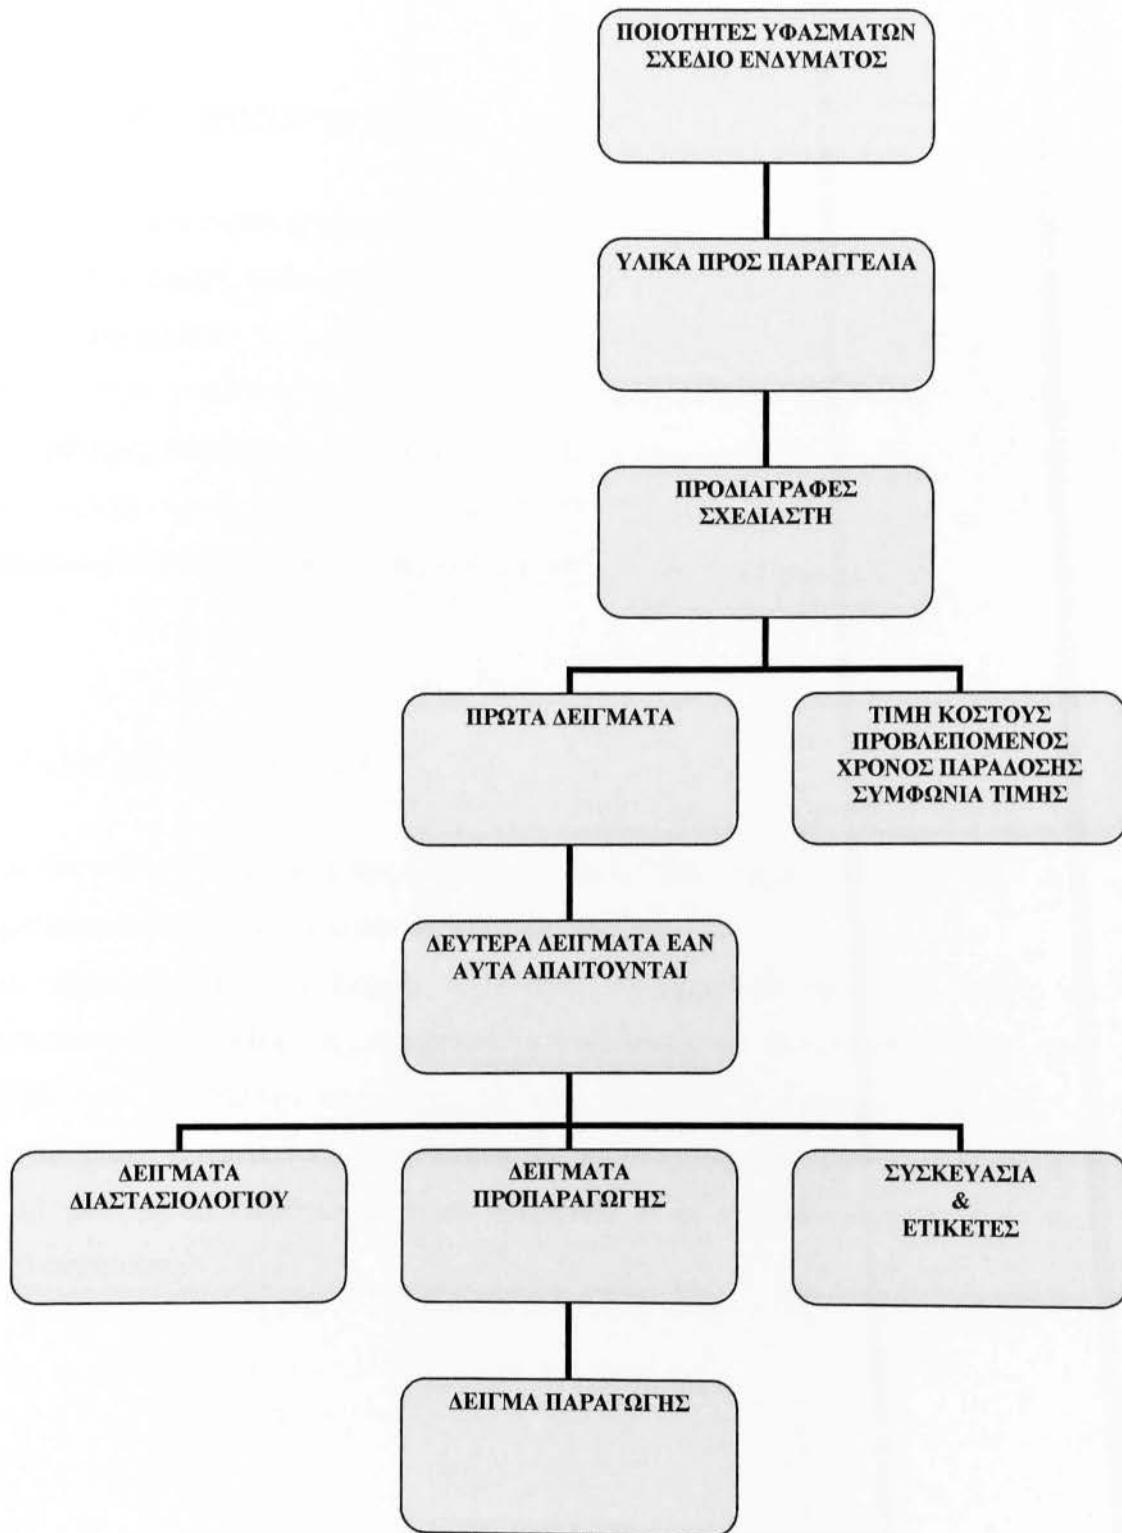 ΠΟΙΟΤΗΤΕΣ ΥΦΑΣΜΑΤΩΝ
ΣΧΕΔΙΟ ΕΝΔΥΜΑΤΟΣ
ΥΛΙΚΑ ΠΡΟΣ ΠΑΡΑΓΓΕΛΙΑ
ΠΡΟΔΙΑΓΡΑΦΕΣ
ΣΧΕΔΙΑΣΤΗ
ΠΡΩΤΑ ΔΕΙΓΜΑΤΑ
ΤΙΜΗ ΚΟΣΤΟΥΣ
ΠΡΟΒΛΕΠΟΜΕΝΟΣ
ΧΡΟΝΟΣ ΠΑΡΑΔΟΣΗΣ
ΣΥΜΦΩΝΙΑ ΤΙΜΗΣ
ΔΕΥΤΕΡΑ ΔΕΙΓΜΑΤΑ ΕΑΝ
ΑΥΤΑ ΑΠΑΙΤΟΥΝΤΑΙ
ΔΕΙΓΜΑΤΑ
ΔΙΑΣΤΑΣΙΟΛΟΓΙΟΥ
ΔΕΙΓΜΑΤΑ
ΠΡΟΠΑΡΑΓΩΓΗΣ
ΣΥΣΚΕΥΑΣΙΑ
&
ΕΤΙΚΕΤΕΣ
ΔΕΙΓΜΑ ΠΑΡΑΓΩΓΗΣ